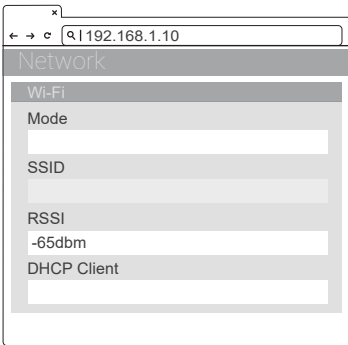 192.168.1.10
Network
Wi-Fi
Mode
SSID
RSSI
-65dbm
DHCP Client